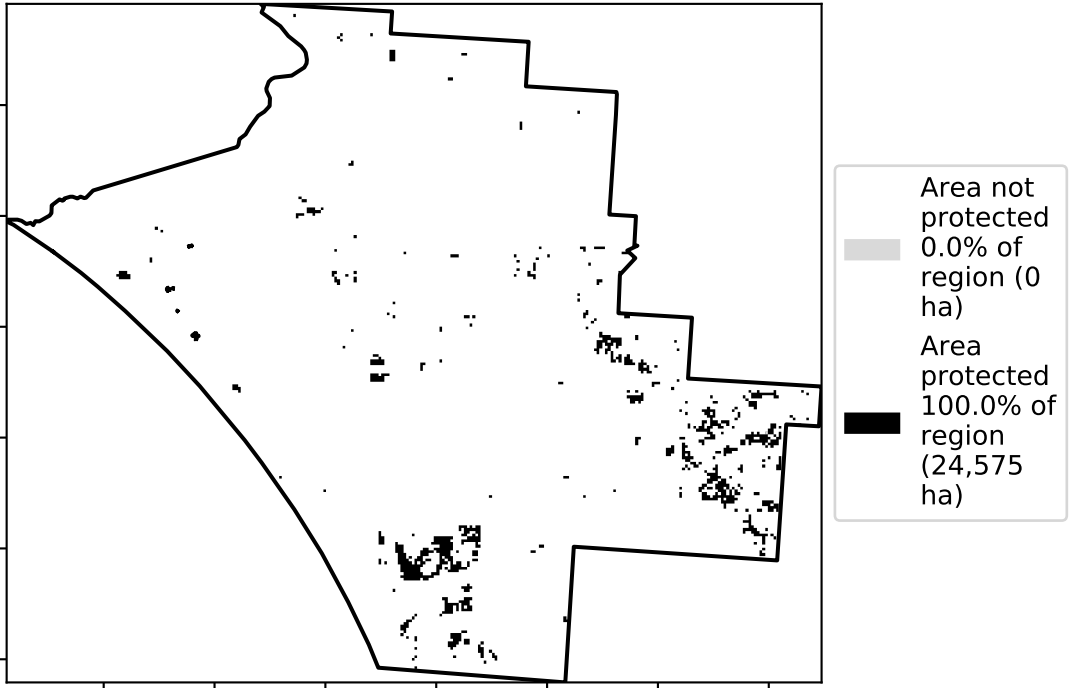 Area not
protected
0.0% of
region (0
ha)
Area
protected
100.0% of
region
(24,575
ha)